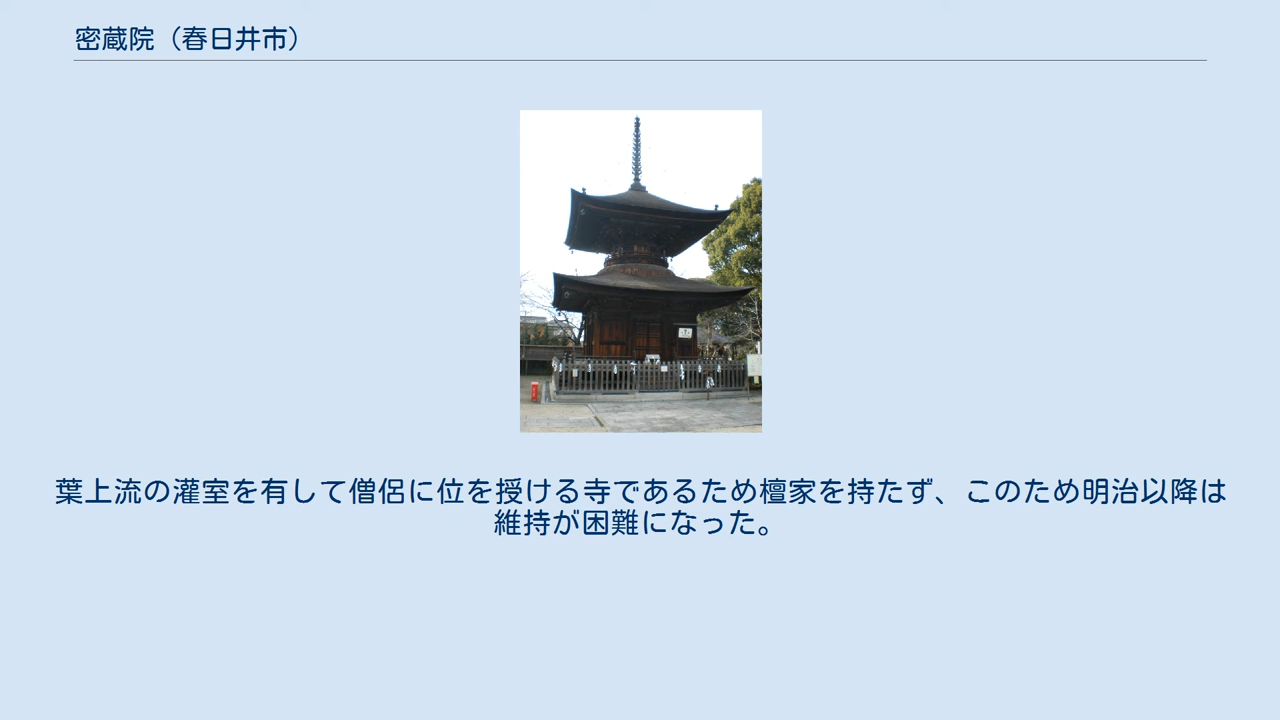 密蔵院（春日井市）
葉上流の灌室を有して僧侶に位を授ける寺であるため檀家を持たず、このため明治以降は
維持が困難になった。